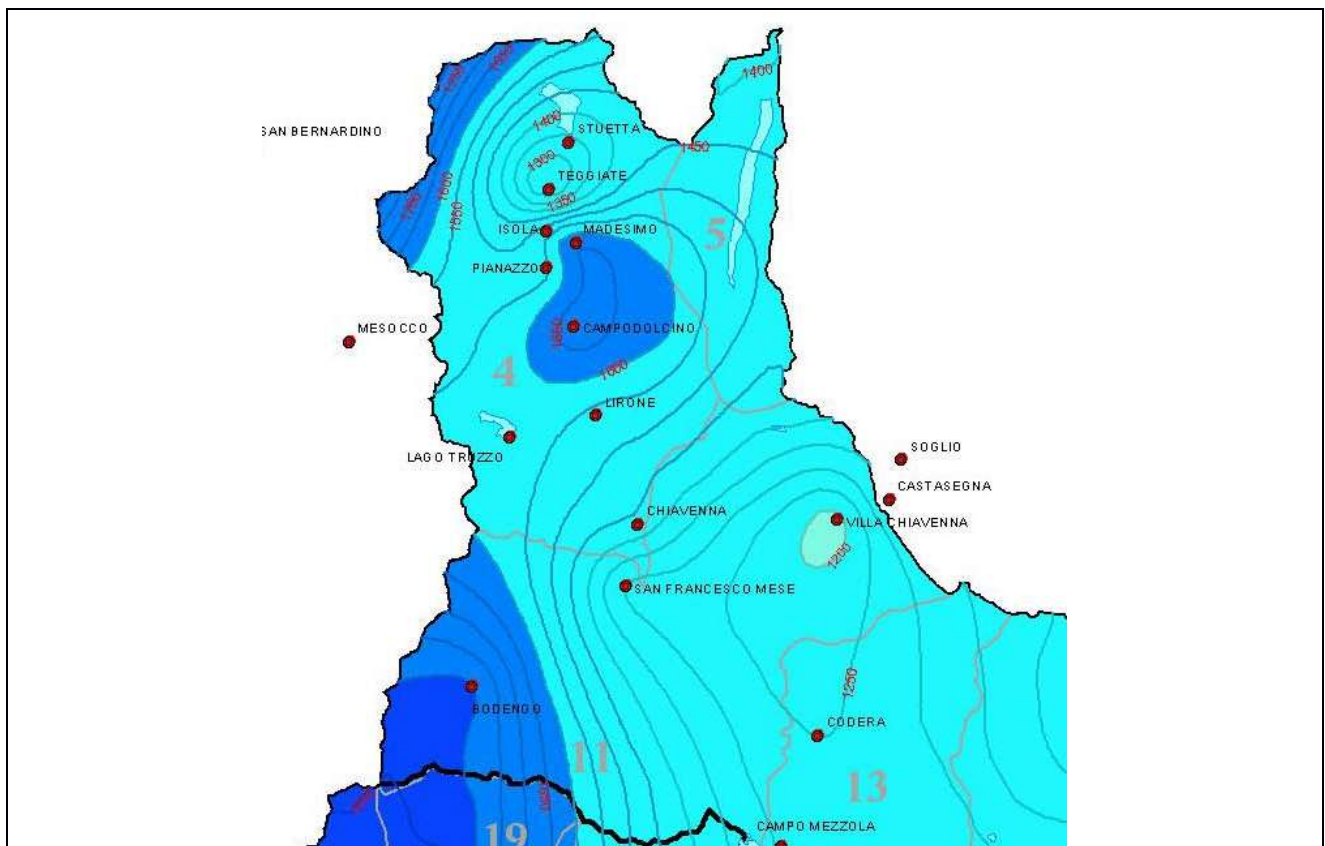 1400
SAN BERNARDINO
1400
STUETTA
1450
1300
TEGGIATE
1600
1350
5
ISOLA
MADESIMO
PIANAZZO
MESOCCO
CAMPODOLCINO
4
1600
LIRONE
LAGO TRUZZO
SOGLIO
CASTASEGNA
CHIAVENNA
VILLA CHIAVENNA
1200
SAN FRANCESCO MESE
1250
BODENGO
CODERA
11
13
CAMPO MEZZOLA
19